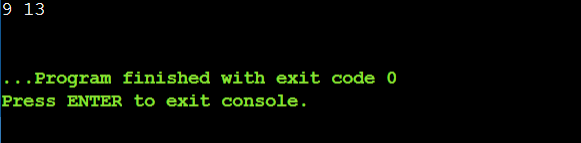 9 13
...Program finished with exit code 0
Press ENTER to exit console.